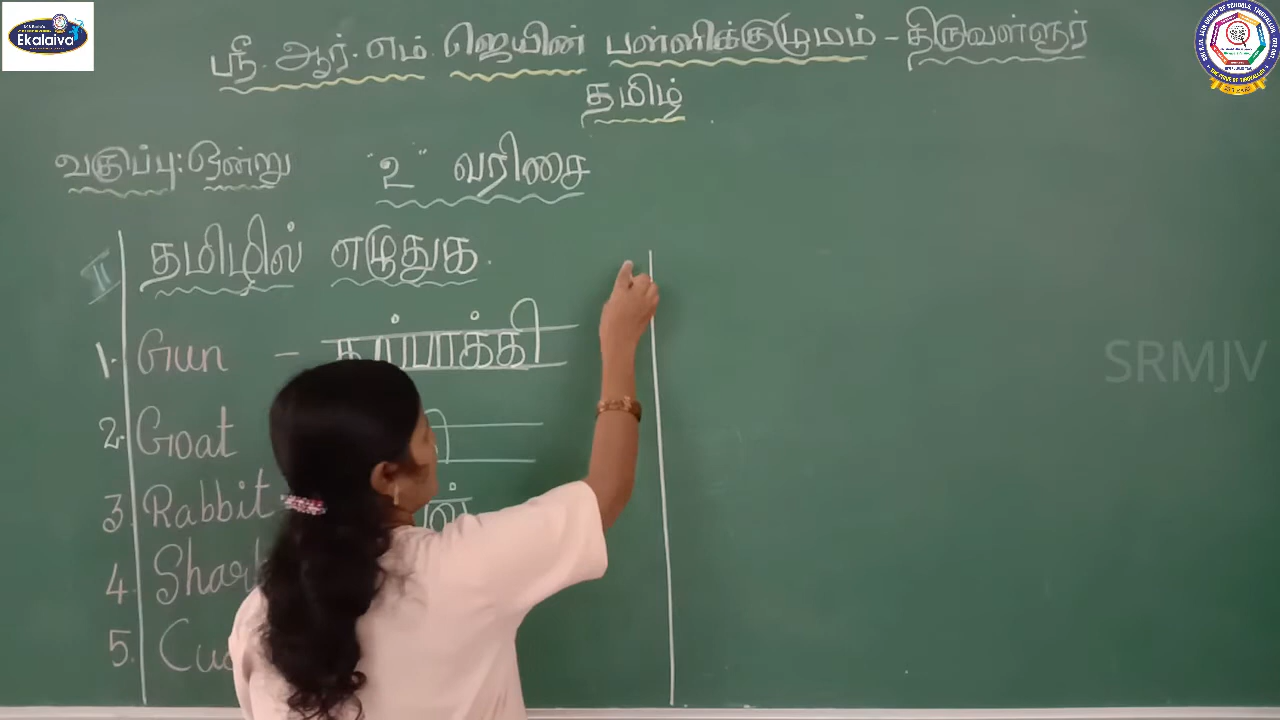 Ekalaiva
ஸ்ரீ. ஆர். எம். ஜெயின் பள்ளிக்குழுமம் - திருவள்ளூர்
தமிழ்
வகுப்பு: ஒன்று "உ" வரிசை
II தமிழில் எழுதுக.
1. Gun - துப்பாக்கி
2. Goat
3. Rabbit
4.
5.
SRMJV